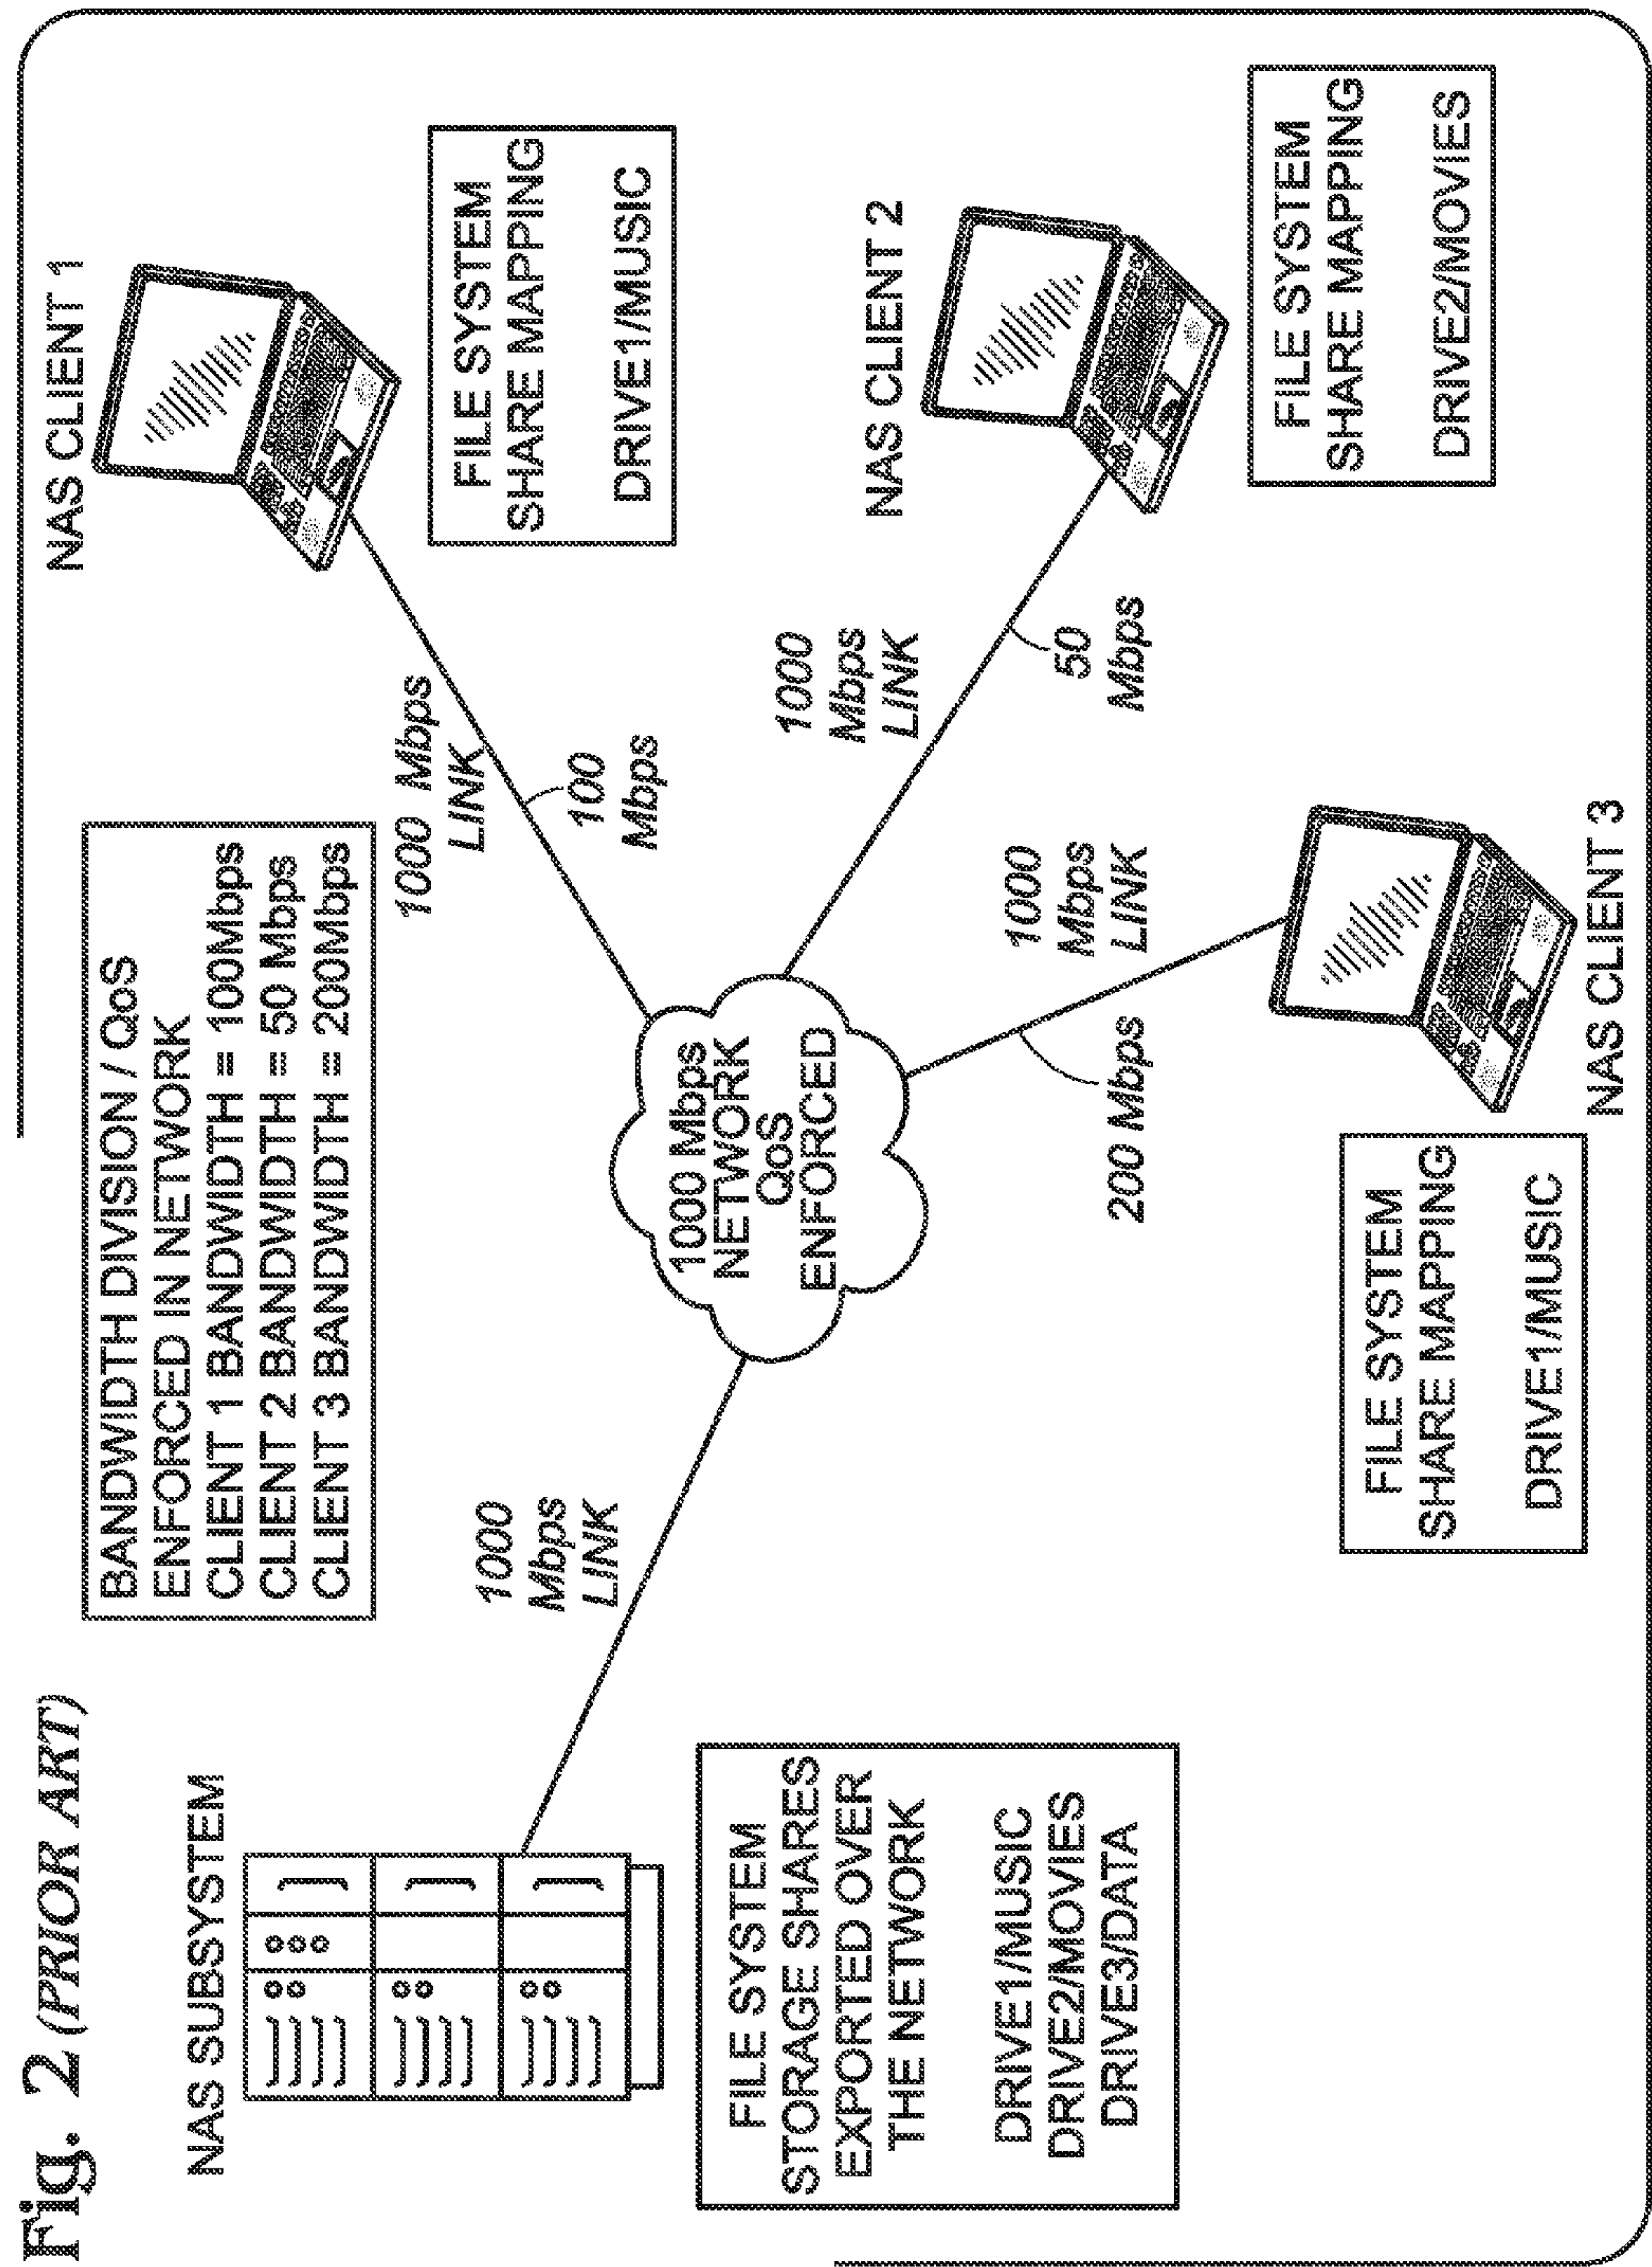 Fig. 2 (PRIOR ART)
NAS SUBSYSTEM
FILE SYSTEM
STORAGE SHARES
EXPORTED OVER
THE NETWORK
DRIVE1/MUSIC
DRIVE2/MOVIES
DRIVE3/DATA
1000
Mbps
LINK
BANDWIDTH DIVISION / QoS
ENFORCED IN NETWORK
CLIENT 1 BANDWIDTH = 100Mbps
CLIENT 2 BANDWIDTH = 50 Mbps
CLIENT 3 BANDWIDTH = 200Mbps
1000 Mbps
NETWORK
QoS
ENFORCED
1000 Mbps
LINK
100
Mbps
NAS CLIENT 1
FILE SYSTEM
SHARE MAPPING
DRIVE1/MUSIC
1000
Mbps
LINK
50
Mbps
NAS CLIENT 2
FILE SYSTEM
SHARE MAPPING
DRIVE2/MOVIES
1000
Mbps
LINK
200 Mbps
NAS CLIENT 3
FILE SYSTEM
SHARE MAPPING
DRIVE1/MUSIC